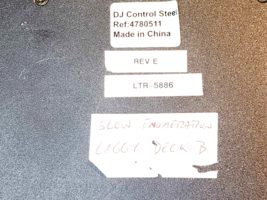 DJ Control Steel
Ref:4780511
Made in China
REV E
LTR-5886
SLOW ENUMERATION
LAGGY DECK B